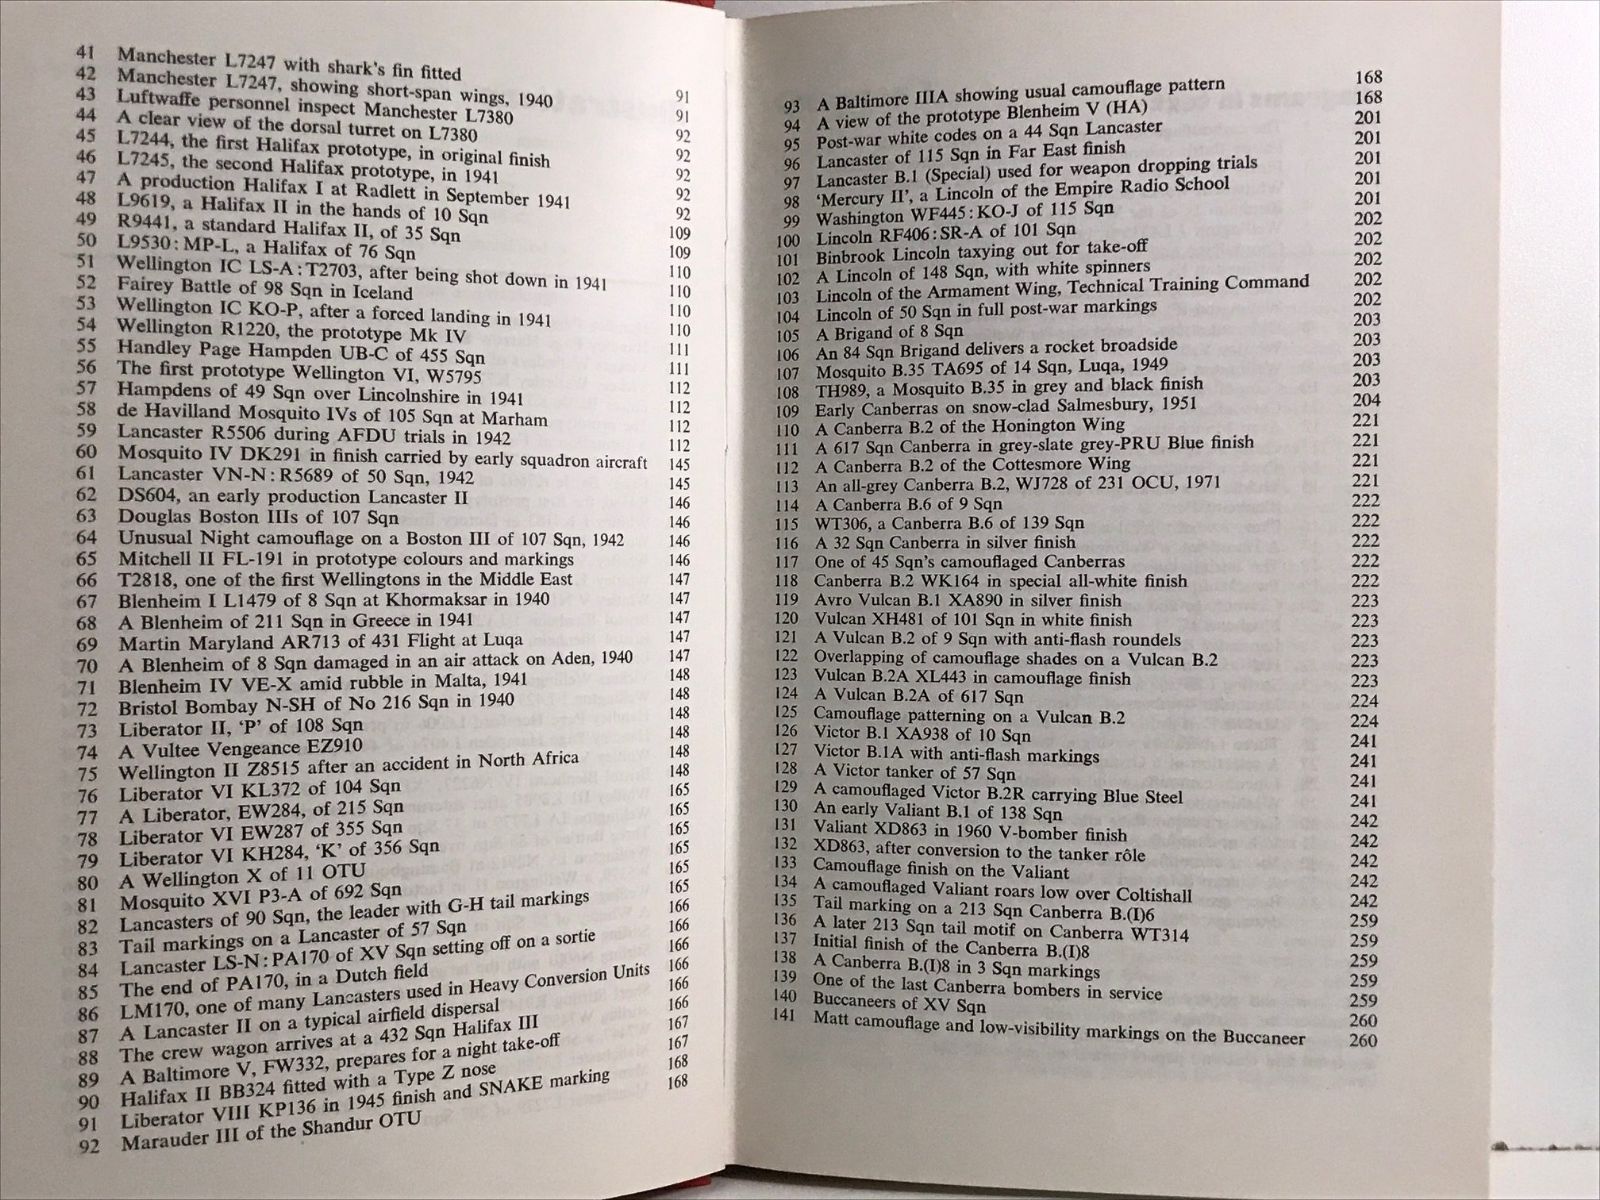 41 Manchester L7247 with shark's fin fitted 91
42 Manchester L7247, showing short-span wings, 1940 91
43 Luftwaffe personnel inspect Manchester L7380 92
44 A clear view of the dorsal turret on L7380 92
45 L7244, the first Halifax prototype, in original finish 92
46 L7245, the second Halifax prototype, in 1941 92
47 A production Halifax I at Radlett in September 1941 92
48 L9619, a Halifax II in the hands of 10 Sqn 109
49 R9441, a standard Halifax II, of 35 Sqn 109
50 L9530: MP-L, a Halifax of 76 Sqn 110
51 Wellington IC LS-A: T2703, after being shot down in 1941 110
52 Fairey Battle of 98 Sqn in Iceland 110
53 Wellington IC KO-P, after a forced landing in 1941 110
54 Wellington R1220, the prototype Mk IV 111
55 Handley Page Hampden UB-C of 455 Sqn 111
56 The first prototype Wellington VI, W5795 112
57 Hampdens of 49 Sqn over Lincolnshire in 1941 112
58 de Havilland Mosquito IVs of 105 Sqn at Marham 112
59 Lancaster R5506 during AFDU trials in 1942 112
60 Mosquito IV DK291 in finish carried by early squadron aircraft 145
61 Lancaster VN-N: R5689 of 50 Sqn, 1942 145
62 DS604, an early production Lancaster II 146
63 Douglas Boston IIIs of 107 Sqn 146
64 Unusual Night camouflage on a Boston III of 107 Sqn, 1942 146
65 Mitchell II FL-191 in prototype colours and markings 146
66 T2818, one of the first Wellingtons in the Middle East 147
67 Blenheim I L1479 of 8 Sqn at Khormaksar in 1940 147
68 A Blenheim of 211 Sqn in Greece in 1941 147
69 Martin Maryland AR713 of 431 Flight at Luqa 147
70 A Blenheim of 8 Sqn damaged in an air attack on Aden, 1940 147
71 Blenheim IV VE-X amid rubble in Malta, 1941 148
72 Bristol Bombay N-SH of No 216 Sqn in 1940 148
73 Liberator II, 'P' of 108 Sqn 148
74 A Vultee Vengeance EZ910 148
75 Wellington II Z8515 after an accident in North Africa 148
76 Liberator VI KL372 of 104 Sqn 148
77 A Liberator, EW284, of 215 Sqn 165
78 Liberator VI EW287 of 355 Sqn 165
79 Liberator VI KH284, 'K' of 356 Sqn 165
80 A Wellington X of 11 OTU 165
81 Mosquito XVI P3-A of 692 Sqn 165
82 Lancasters of 90 Sqn, the leader with G-H tail markings 165
83 Tail markings on a Lancaster of 57 Sqn 166
84 Lancaster LS-N: PA170 of XV Sqn setting off on a sortie 166
85 The end of PA170, in a Dutch field 166
86 LM170, one of many Lancasters used in Heavy Conversion Units 166
87 A Lancaster II on a typical airfield dispersal 166
88 The crew wagon arrives at a 432 Sqn Halifax III 166
89 A Baltimore V, FW332, prepares for a night take-off 167
90 Halifax II BB324 fitted with a Type Z nose 167
91 Liberator VIII KP136 in 1945 finish and SNAKE marking 168
92 Marauder III of the Shandur OTU 168
93 A Baltimore IIIA showing usual camouflage pattern 168
94 A view of the prototype Blenheim V (HA) 168
95 Post-war white codes on a 44 Sqn Lancaster 201
96 Lancaster of 115 Sqn in Far East finish 201
97 Lancaster B.1 (Special) used for weapon dropping trials 201
98 'Mercury II', a Lincoln of the Empire Radio School 201
99 Washington WF445: KO-J of 115 Sqn 201
100 Lincoln RF406: SR-A of 101 Sqn 202
101 Binbrook Lincoln taxying out for take-off 202
102 A Lincoln of 148 Sqn, with white spinners 202
103 Lincoln of the Armament Wing, Technical Training Command 202
104 Lincoln of 50 Sqn in full post-war markings 202
105 A Brigand of 8 Sqn 203
106 An 84 Sqn Brigand delivers a rocket broadside 203
107 Mosquito B.35 TA695 of 14 Sqn, Luqa, 1949 203
108 TH989, a Mosquito B.35 in grey and black finish 203
109 Early Canberras on snow-clad Salmesbury, 1951 204
110 A Canberra B.2 of the Honington Wing 221
111 A 617 Sqn Canberra in grey-slate grey-PRU Blue finish 221
112 A Canberra B.2 of the Cottesmore Wing 221
113 An all-grey Canberra B.2, WJ728 of 231 OCU, 1971 221
114 A Canberra B.6 of 9 Sqn 222
115 WT306, a Canberra B.6 of 139 Sqn 222
116 A 32 Sqn Canberra in silver finish 222
117 One of 45 Sqn's camouflaged Canberras 222
118 Canberra B.2 WK164 in special all-white finish 222
119 Avro Vulcan B.1 XA890 in silver finish 223
120 Vulcan XH481 of 101 Sqn in white finish 223
121 A Vulcan B.2 of 9 Sqn with anti-flash roundels 223
122 Overlapping of camouflage shades on a Vulcan B.2 223
123 Vulcan B.2A XL443 in camouflage finish 223
124 A Vulcan B.2A of 617 Sqn 224
125 Camouflage patterning on a Vulcan B.2 224
126 Victor B.1 XA938 of 10 Sqn 241
127 Victor B.1A with anti-flash markings 241
128 A Victor tanker of 57 Sqn 241
129 A camouflaged Victor B.2R carrying Blue Steel 241
130 An early Valiant B.1 of 138 Sqn 242
131 Valiant XD863 in 1960 V-bomber finish 242
132 XD863, after conversion to the tanker rôle 242
133 Camouflage finish on the Valiant 242
134 A camouflaged Valiant roars low over Coltishall 242
135 Tail marking on a 213 Sqn Canberra B.(I)6 259
136 A later 213 Sqn tail motif on Canberra WT314 259
137 Initial finish of the Canberra B.(I)8 259
138 A Canberra B.(I)8 in 3 Sqn markings 259
139 One of the last Canberra bombers in service 259
140 Buccaneers of XV Sqn 260
141 Matt camouflage and low-visibility markings on the Buccaneer 260